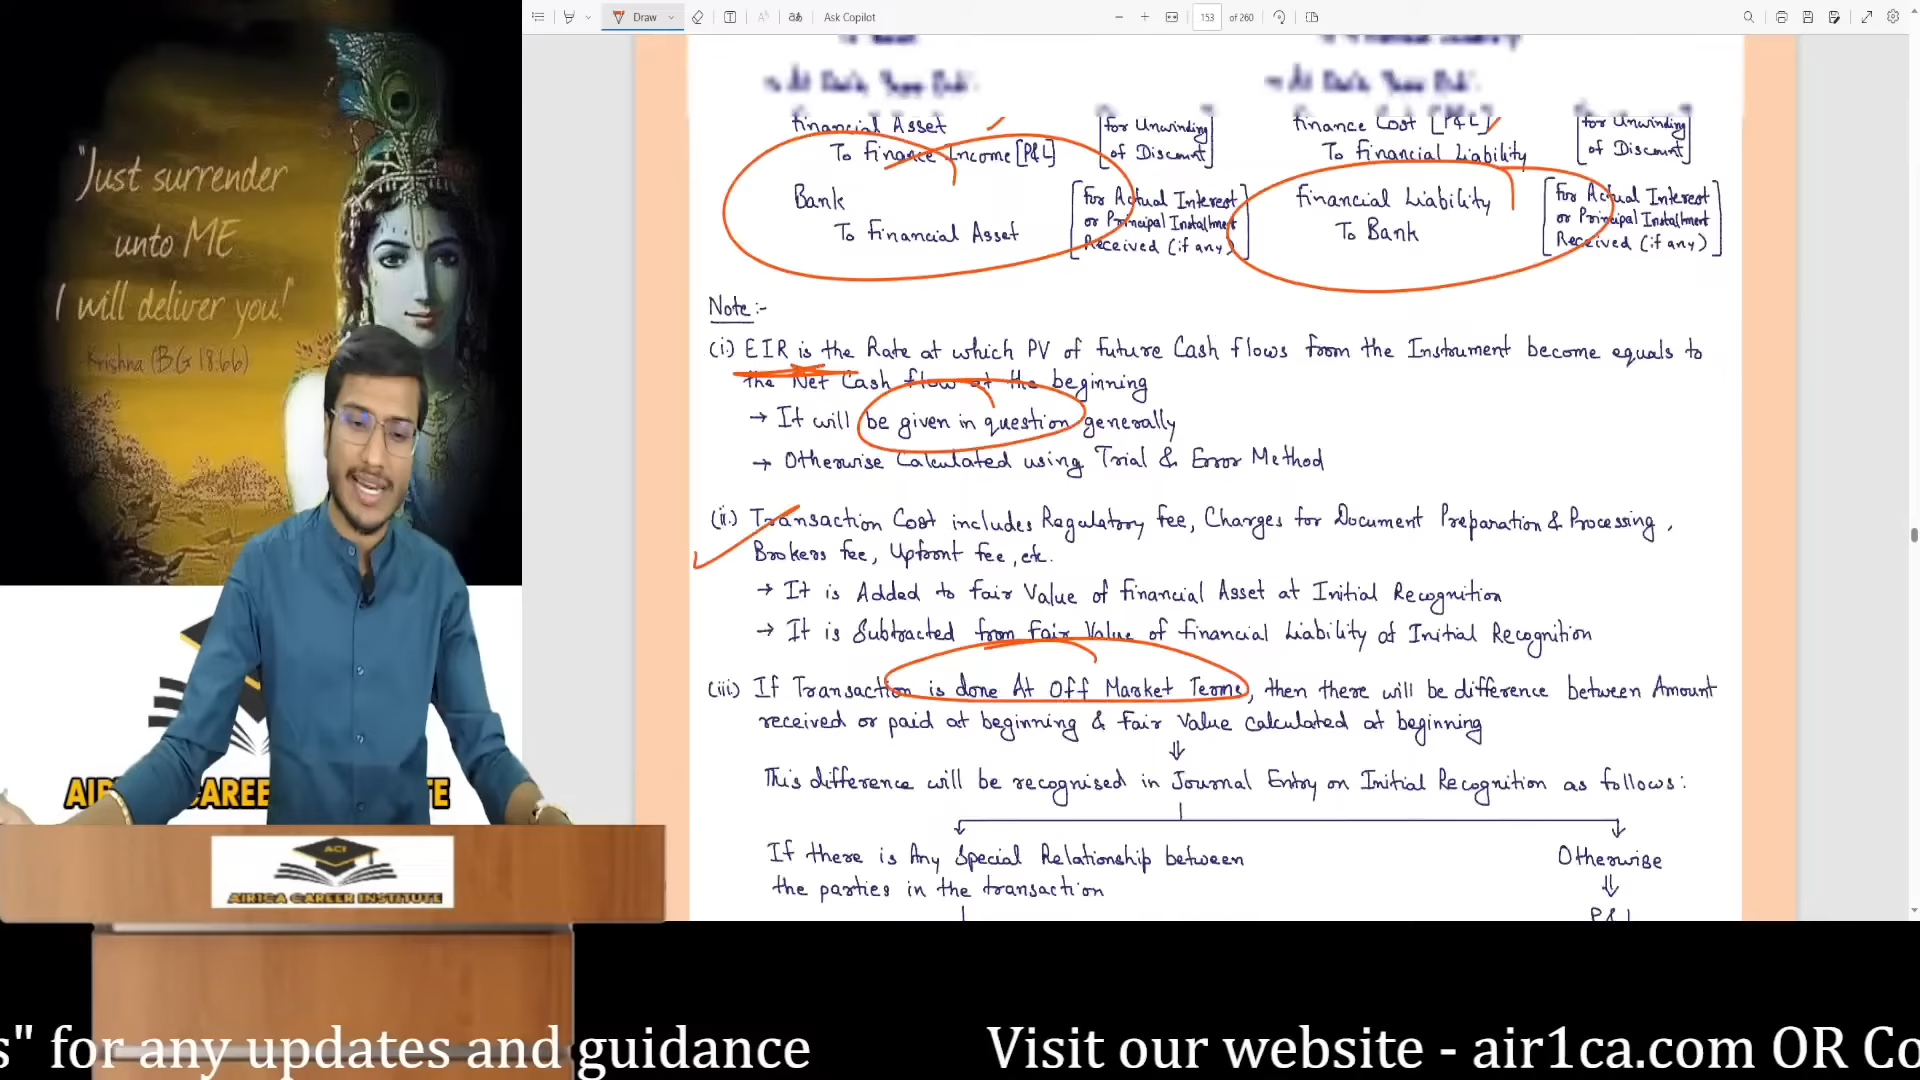 Draw
Ask Copilot
153
of 260
Financial Asset
To Finance Income [P&L]
[for Unwinding
of Discount]
Finance Cost [P&L]
To Financial Liability
[for Unwinding
of Discount]
Bank
To Financial Asset
[for Actual Interest
or Principal Installment
Received (if any)]
Financial Liability
To Bank
[for Actual Interest
or Principal Installment
Received (if any)]
Note:-
(i) EIR is the Rate at which PV of future Cash flows from the Instrument become equals to
the Net Cash flow at the beginning
→ It will be given in question generally
→ Otherwise Calculated using Trial & Error Method
(ii) Transaction Cost includes Regulatory fee, Charges for Document Preparation & Processing,
Brokers fee, Upfront fee, etc.
→ It is Added to Fair Value of Financial Asset at Initial Recognition
→ It is Subtracted from Fair Value of Financial Liability at Initial Recognition
(iii) If Transaction is done At Off Market Terms, then there will be difference between Amount
received or paid at beginning & Fair Value calculated at beginning
⇓
This difference will be recognised in Journal Entry on Initial Recognition as follows:
If there is Any Special Relationship between
the parties in the transaction
Otherwise
⇓
P&L
"Just surrender
unto ME
I will deliver you!"
Krishna (B.G 18.66)
ACI
AIR1CA CAREER INSTITUTE
s" for any updates and guidance
Visit our website - air1ca.com OR Co